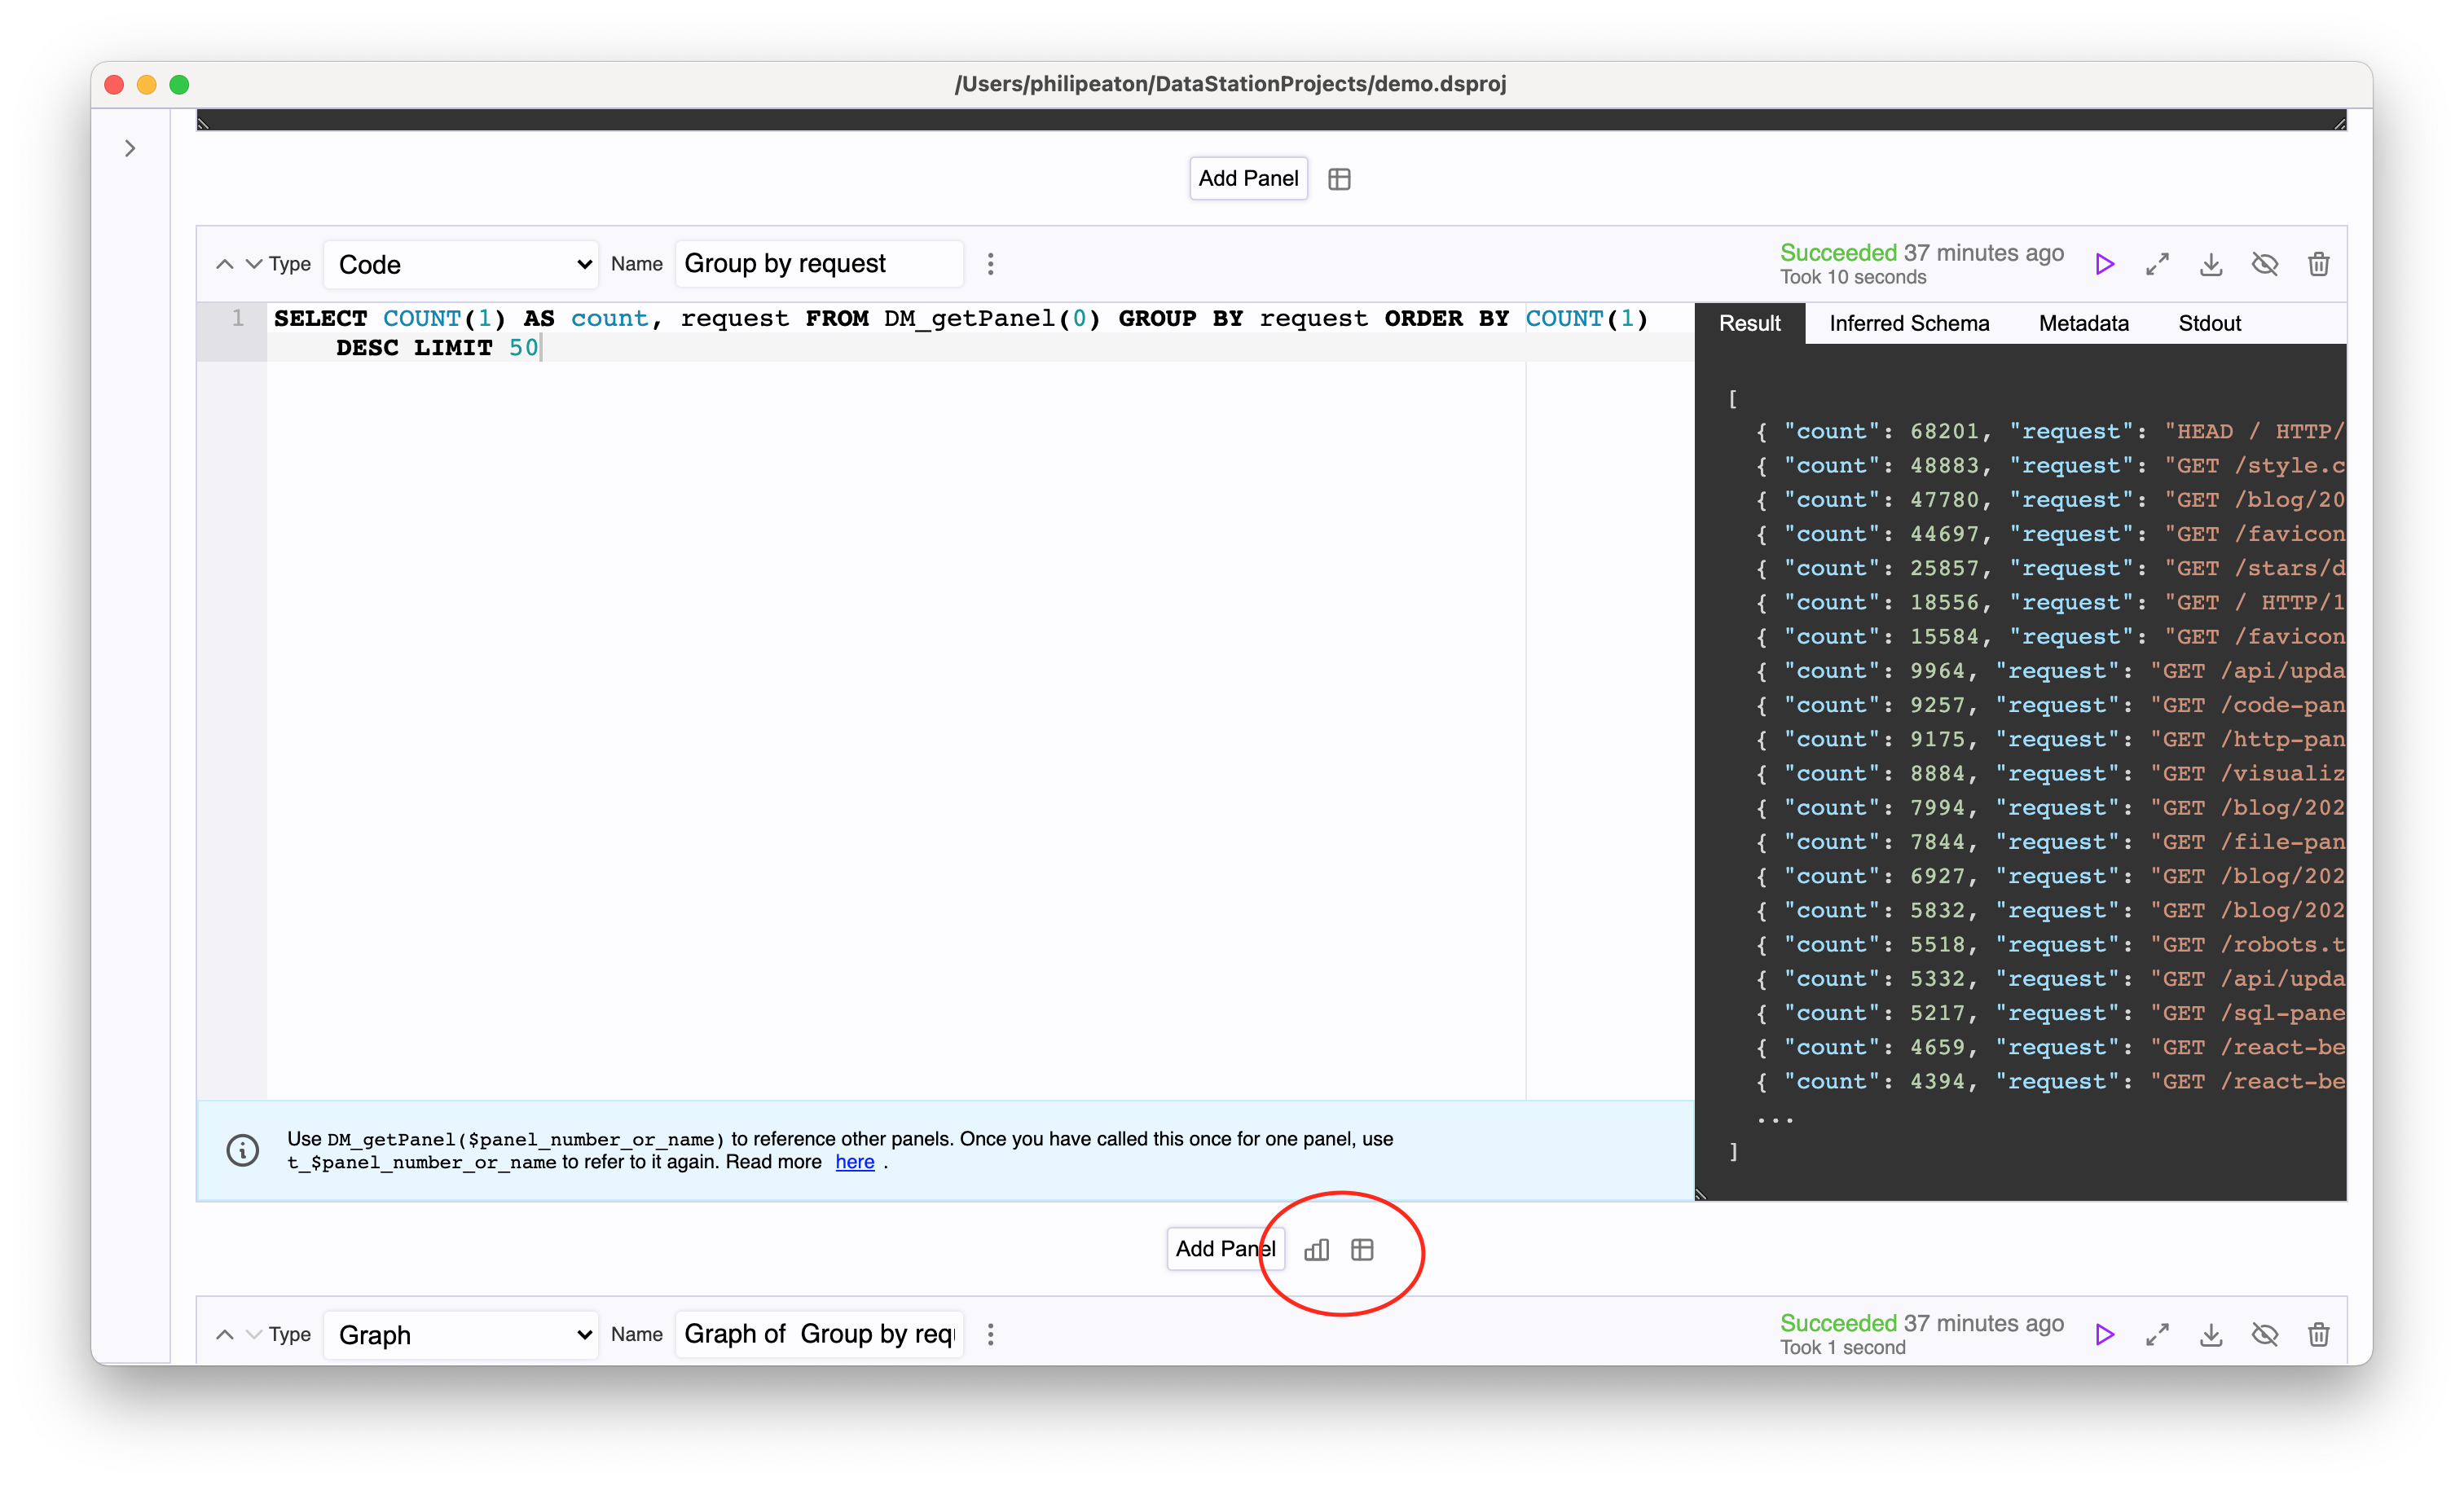 /Users/philipeaton/DataStationProjects/demo.dsproj
Add Panel
Type Code Name Group by request
Succeeded 37 minutes ago
Took 10 seconds
1 SELECT COUNT(1) AS count, request FROM DM_getPanel(0) GROUP BY request ORDER BY COUNT(1)
DESC LIMIT 50
Result Inferred Schema Metadata Stdout
[
{ "count": 68201, "request": "HEAD / HTTP/
{ "count": 48883, "request": "GET /style.c
{ "count": 47780, "request": "GET /blog/20
{ "count": 44697, "request": "GET /favicon
{ "count": 25857, "request": "GET /stars/d
{ "count": 18556, "request": "GET / HTTP/1
{ "count": 15584, "request": "GET /favicon
{ "count": 9964, "request": "GET /api/upda
{ "count": 9257, "request": "GET /code-pan
{ "count": 9175, "request": "GET /http-pan
{ "count": 8884, "request": "GET /visualiz
{ "count": 7994, "request": "GET /blog/202
{ "count": 7844, "request": "GET /file-pan
{ "count": 6927, "request": "GET /blog/202
{ "count": 5832, "request": "GET /blog/202
{ "count": 5518, "request": "GET /robots.t
{ "count": 5332, "request": "GET /api/upda
{ "count": 5217, "request": "GET /sql-pane
{ "count": 4659, "request": "GET /react-be
{ "count": 4394, "request": "GET /react-be
...
]
Use DM_getPanel($panel_number_or_name) to reference other panels. Once you have called this once for one panel, use
t_$panel_number_or_name to refer to it again. Read more here .
Add Panel
Type Graph Name Graph of  Group by req
Succeeded 37 minutes ago
Took 1 second